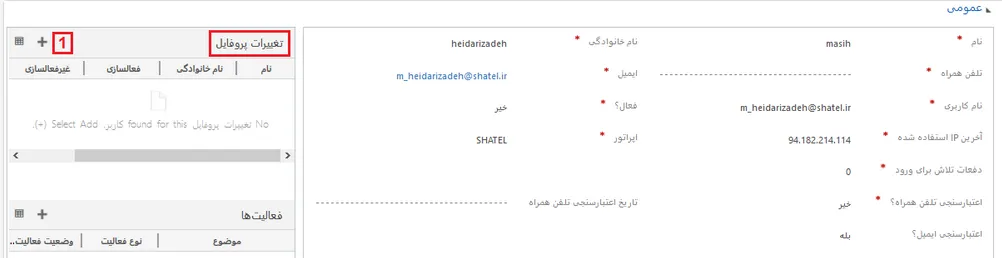 عمومی
نام * masih
نام خانوادگی * heidarizadeh
تلفن همراه * --------------------------------
ایمیل * m_heidarizadeh@shatel.ir
نام کاربری * m_heidarizadeh@shatel.ir
فعال؟ * خیر
آخرین IP استفاده شده * 94.182.214.114
اپراتور * SHATEL
دفعات تلاش برای ورود * 0
اعتبارسنجی تلفن همراه؟ * خیر
تاریخ اعتبارسنجی تلفن همراه --------------------------------
اعتبارسنجی ایمیل؟ بله
تغییرات پروفایل 1 +
نام | نام خانوادگی | فعالسازی | غیرفعالسازی
No تغییرات پروفایل found for this کاربر. Select Add (+).
فعالیت‌ها +
موضوع | نوع فعالیت | وضعیت فعالیت..